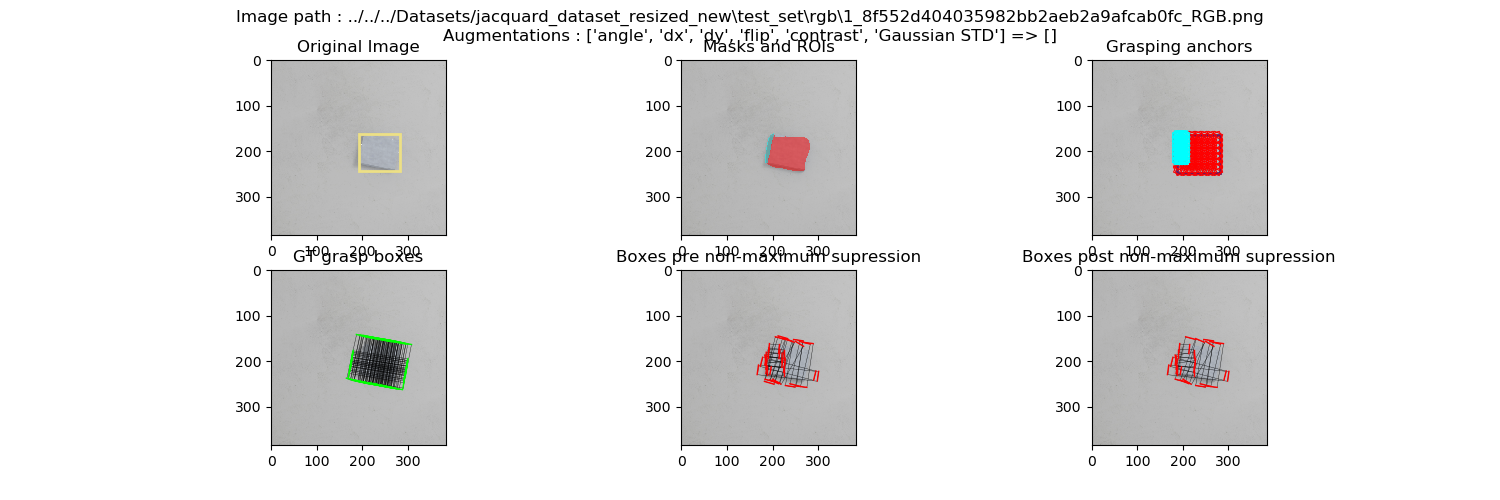 Image path : ../../../Datasets/jacquard_dataset_resized_new\test_set\rgb\1_8f552d404035982bb2aeb2a9afcab0fc_RGB.png
Augmentations : ['angle', 'dx', 'dy', 'flip', 'contrast', 'Gaussian STD'] => []
Original Image
Masks and ROIs
Grasping anchors
0
100
200
300
0 100 200 300
0
100
200
300
0 100 200 300
0
100
200
300
0 100 200 300
GT grasp boxes
Boxes pre non-maximum supression
Boxes post non-maximum supression
0
100
200
300
0 100 200 300
0
100
200
300
0 100 200 300
0
100
200
300
0 100 200 300